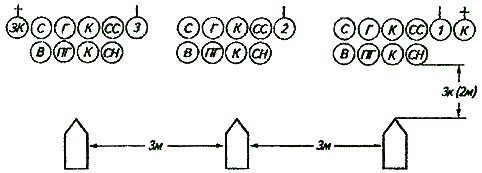 ЗК С Г К СС 3 С Г К СС 2 С Г К СС 1 К
В ПГ К СН В ПГ К СН В ПГ К СН
3к (2м)
3м 3м